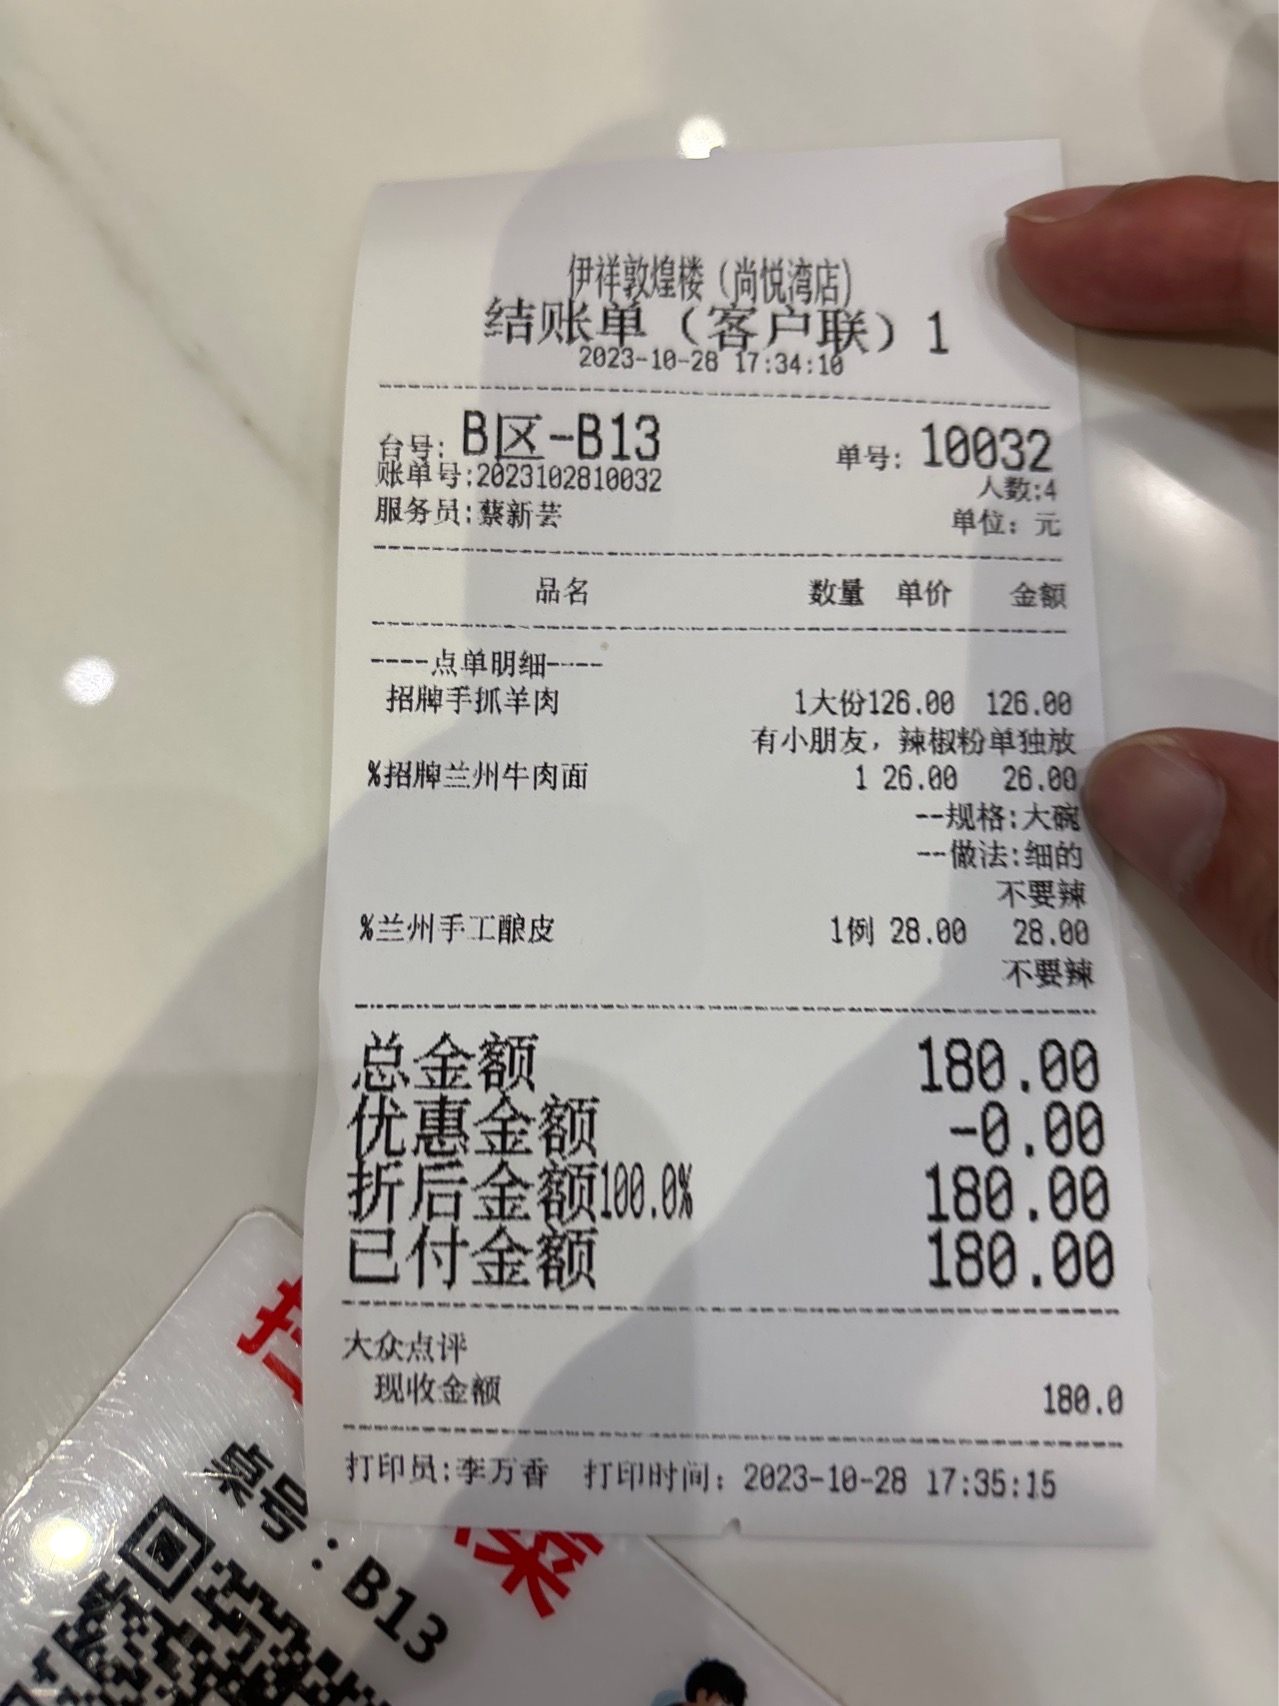 伊祥敦煌楼（尚悦湾店）
结账单（客户联）1
2023-10-28 17:34:10
台号: B区-B13 单号: 10032
账单号:2023102810032 人数:4
服务员:蔡新芸 单位: 元
品名 数量 单价 金额
----点单明细----
招牌手抓羊肉 1大份126.00 126.00
有小朋友，辣椒粉单独放
%招牌兰州牛肉面 1 26.00 26.00
--规格:大碗
--做法:细的
不要辣
%兰州手工酿皮 1例 28.00 28.00
不要辣
总金额 180.00
优惠金额 -0.00
折后金额100.0% 180.00
已付金额 180.00
大众点评
现收金额 180.0
打印员:李万香 打印时间: 2023-10-28 17:35:15
桌号：B13
菜